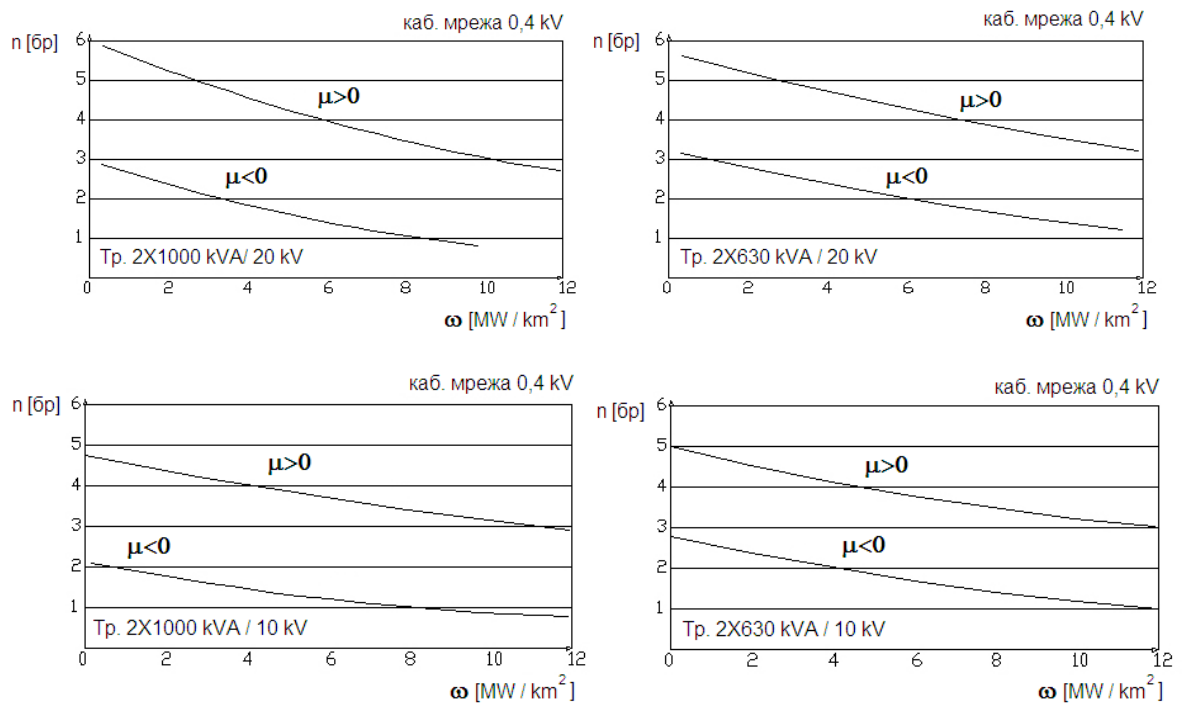 каб. мрежа 0,4 kV
n [бр]
6
5
4
3
2
1
μ>0
μ<0
Тр. 2X1000 kVA/ 20 kV
0 2 4 6 8 10 12
ω [MW / km²]
каб. мрежа 0,4 kV
n [бр]
6
5
4
3
2
1
μ>0
μ<0
Тр. 2X630 kVA / 20 kV
0 2 4 6 8 10 12
ω [MW / km²]
каб. мрежа 0,4 kV
n [бр]
6
5
4
3
2
1
μ>0
μ<0
Тр. 2X1000 kVA / 10 kV
0 2 4 6 8 10 12
ω [MW / km²]
каб. мрежа 0,4 kV
n [бр]
6
5
4
3
2
1
μ>0
μ<0
Тр. 2X630 kVA / 10 kV
0 2 4 6 8 10 12
ω [MW / km²]